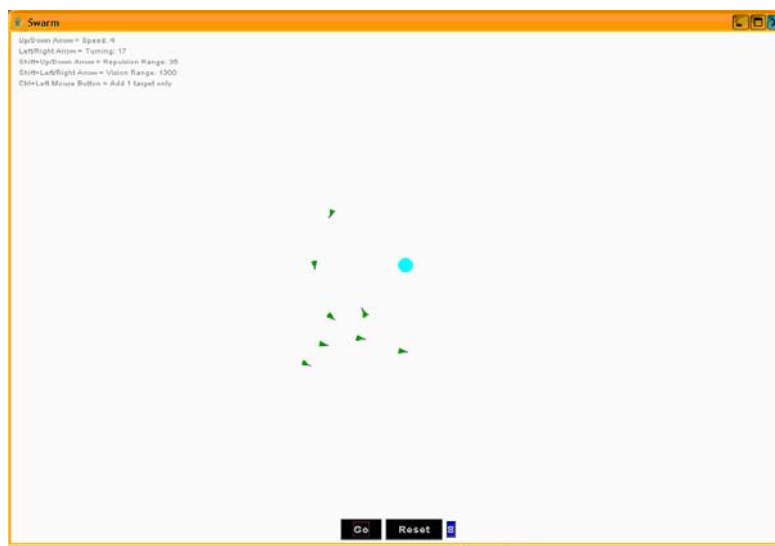 Swarm
Up/Down Arrow = Speed: 4
Left/Right Arrow = Turning: 17
Shift+Up/Down Arrow = Repulsion Range: 35
Shift+Left/Right Arrow = Vision Range: 1300
Ctrl+Left Mouse Button = Add 1 target only
Go Reset 8